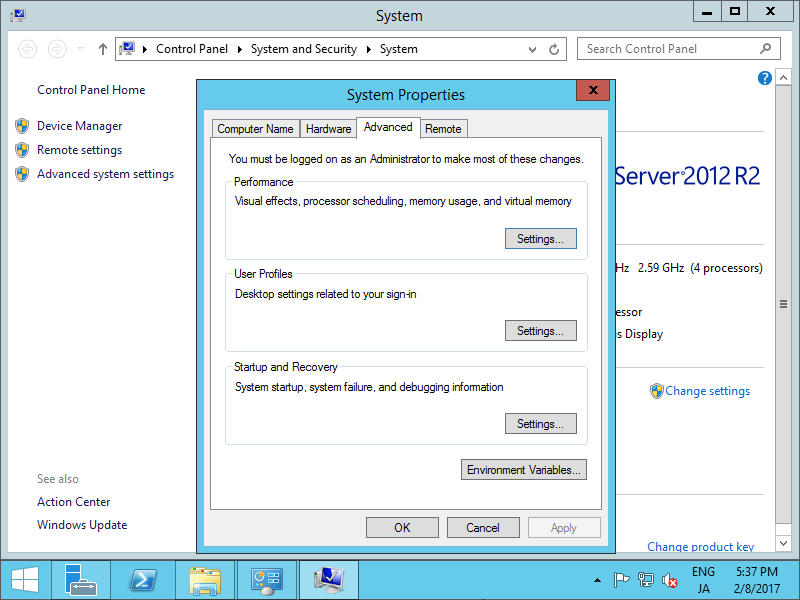 System
Control Panel System and Security System
Search Control Panel
Control Panel Home
Device Manager
Remote settings
Advanced system settings
See also
Action Center
Windows Update
System Properties
Computer Name Hardware Advanced Remote
You must be logged on as an Administrator to make most of these changes.
Performance
Visual effects, processor scheduling, memory usage, and virtual memory
Settings...
User Profiles
Desktop settings related to your sign-in
Settings...
Startup and Recovery
System startup, system failure, and debugging information
Settings...
Environment Variables...
OK Cancel Apply
Server 2012 R2
Hz 2.59 GHz (4 processors)
essor
is Display
Change settings
Change product key
ENG
JA
5:37 PM
2/8/2017